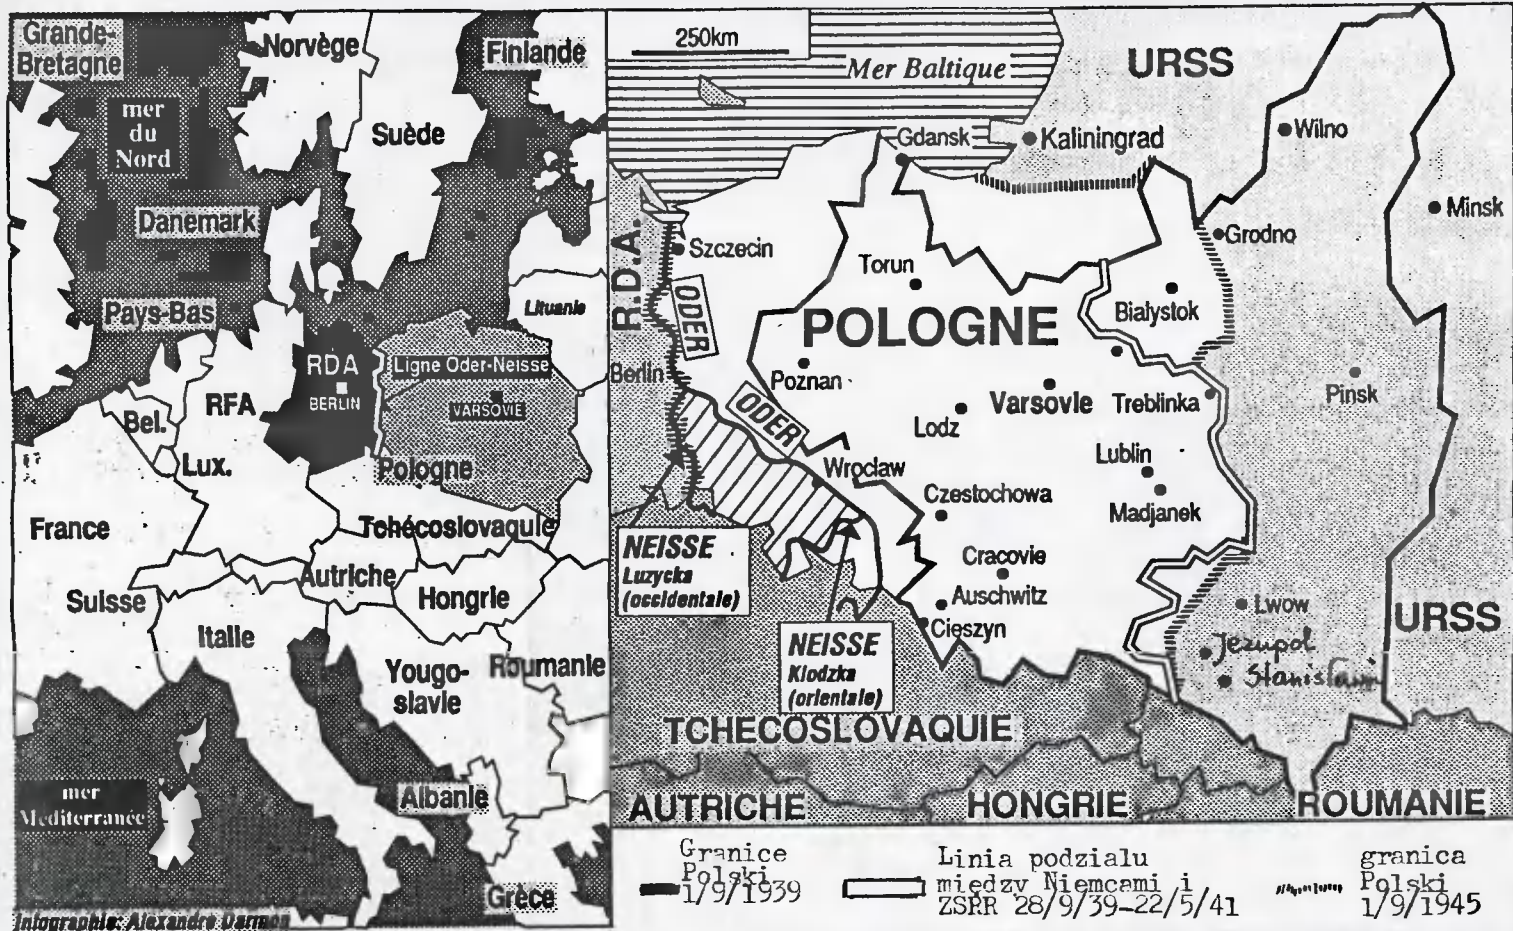 Grande-
Bretagne
Norvège
Finlande
mer
du
Nord
Suède
Danemark
Pays-Bas
Lituanie
RDA
BERLIN
Ligne Oder-Neisse
VARSOVIE
RFA
Bel.
Lux.
Pologne
France
Tchécoslovaquie
Autriche
Suisse
Hongrie
Italie
Yougo-
slavie
Roumanie
mer
Mediterranée
Albanie
Grèce
Infographie: Alexandre Darmon
250km
Mer Baltique
URSS
Gdansk
Kaliningrad
Wilno
Minsk
Grodno
R.D.A.
Szczecin
ODER
Torun
Bialystok
POLOGNE
Berlin
Poznan
ODER
Varsovie
Treblinka
Pinsk
Lodz
Wroclaw
Lublin
Czestochowa
Madjanek
NEISSE
Luzycka
(occidentale)
Cracovie
Auschwitz
Cieszyn
Lwow
URSS
Jezupol
NEISSE
Klodzka
(orientale)
?
TCHECOSLOVAQUIE
AUTRICHE
HONGRIE
ROUMANIE
Granice
Polski
1/9/1939
Linia podzialu
między Niemcami i
ZSRR 28/9/39-22/5/41
granica
Polski
1/9/1945